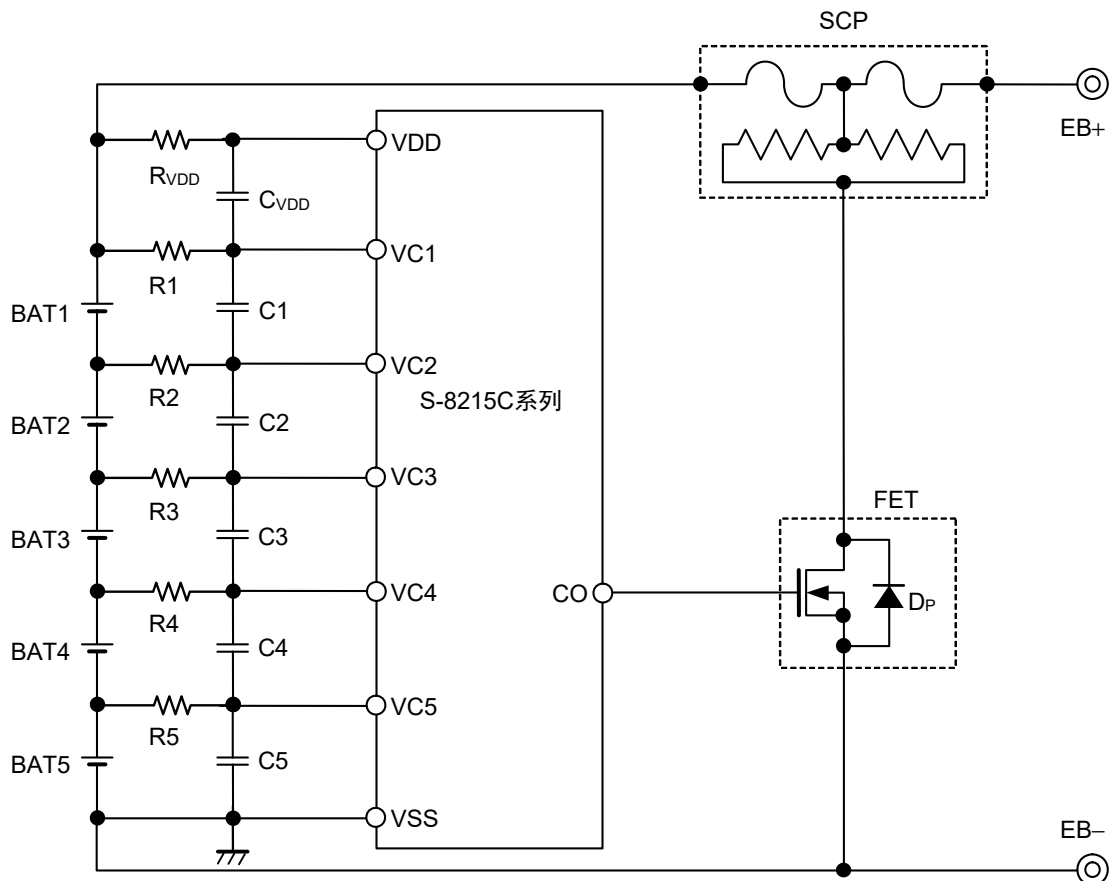 SCP
EB+
VDD
RVDD
CVDD
VC1
R1
BAT1
C1
VC2
R2
S-8215C系列
BAT2
C2
VC3
R3
FET
BAT3
C3
VC4
CO
DP
R4
BAT4
C4
VC5
R5
BAT5
C5
VSS
EB−